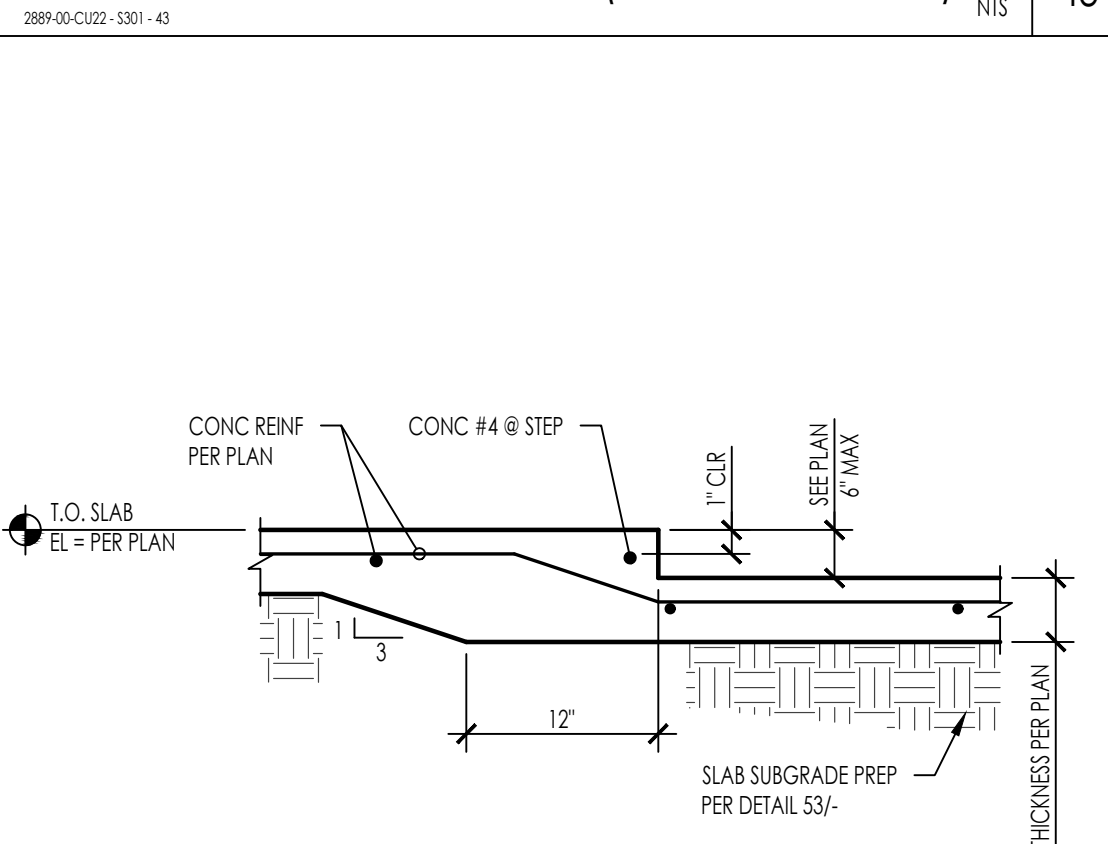 2889-00-CU22 - S301 - 43
NTS
CONC REINF
PER PLAN
CONC #4 @ STEP
1" CLR
SEE PLAN
6" MAX
T.O. SLAB
EL = PER PLAN
1
3
12"
SLAB SUBGRADE PREP
PER DETAIL 53/-
PER PLAN